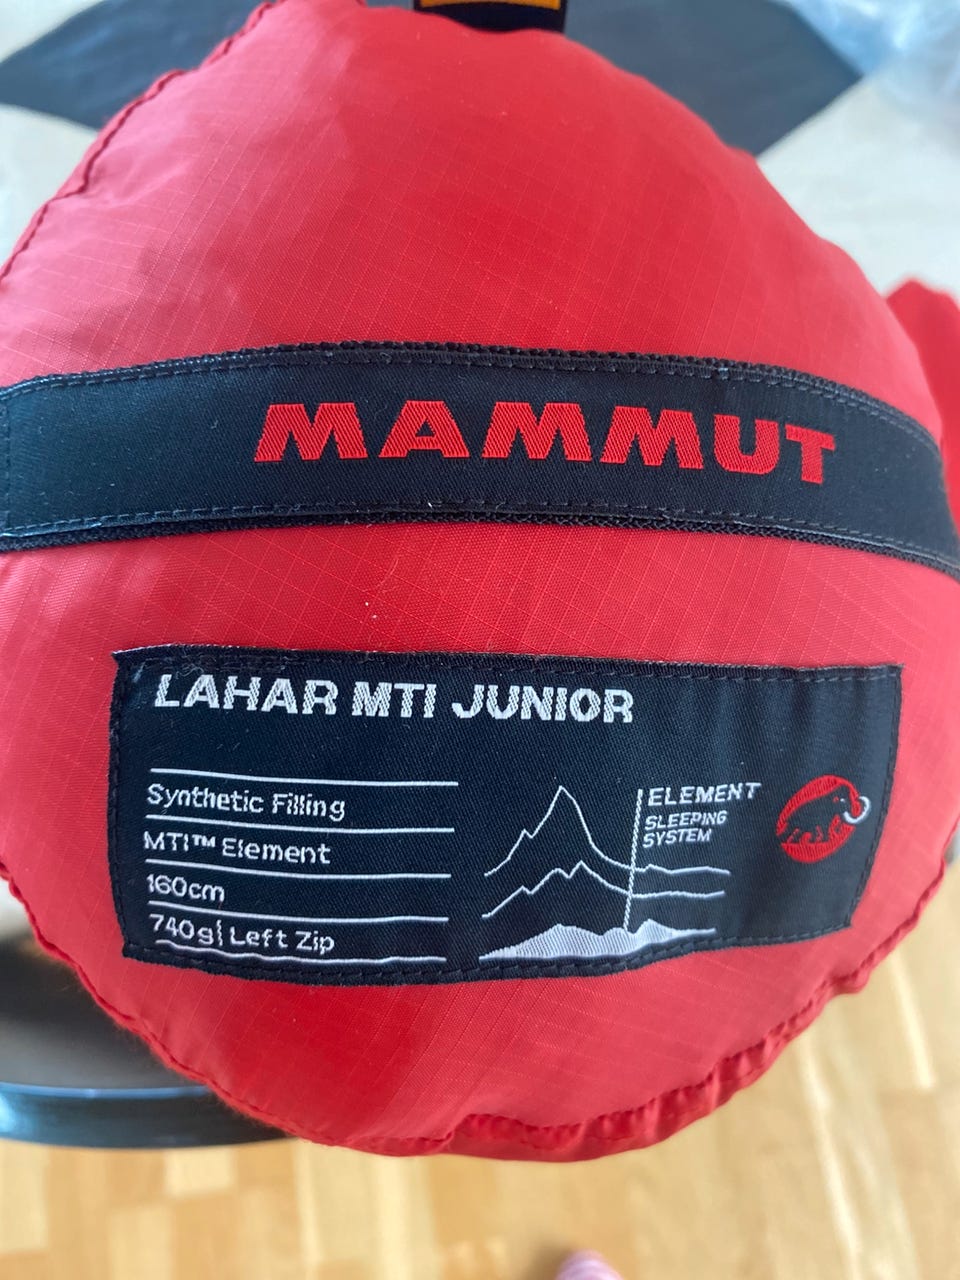 MAMMUT
LAHAR MTI JUNIOR
Synthetic Filling
MTI™ Element
160cm
740g| Left Zip
ELEMENT
SLEEPING
SYSTEM